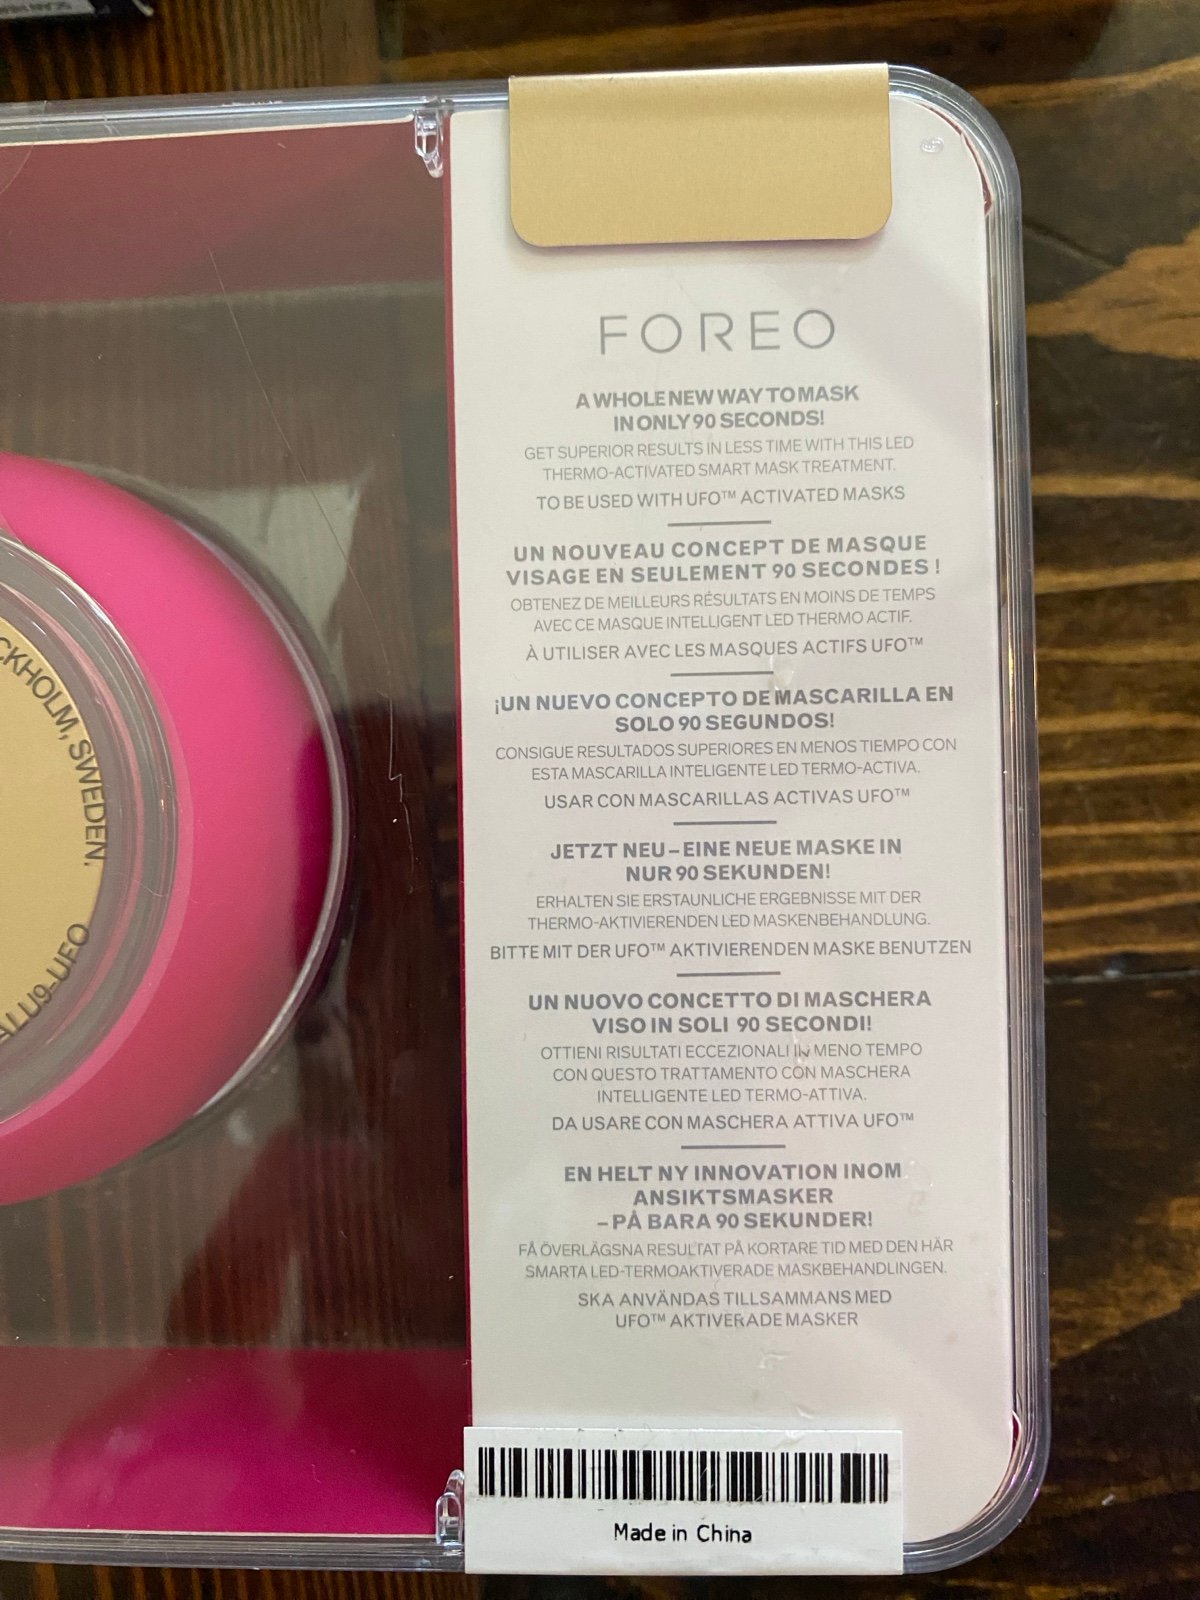 CKHOLM, SWEDEN.
LU9-UFO
FOREO
A WHOLE NEW WAY TO MASK
IN ONLY 90 SECONDS!
GET SUPERIOR RESULTS IN LESS TIME WITH THIS LED
THERMO-ACTIVATED SMART MASK TREATMENT.
TO BE USED WITH UFO™ ACTIVATED MASKS
UN NOUVEAU CONCEPT DE MASQUE
VISAGE EN SEULEMENT 90 SECONDES !
OBTENEZ DE MEILLEURS RÉSULTATS EN MOINS DE TEMPS
AVEC CE MASQUE INTELLIGENT LED THERMO ACTIF.
À UTILISER AVEC LES MASQUES ACTIFS UFO™
¡UN NUEVO CONCEPTO DE MASCARILLA EN
SOLO 90 SEGUNDOS!
CONSIGUE RESULTADOS SUPERIORES EN MENOS TIEMPO CON
ESTA MASCARILLA INTELIGENTE LED TERMO-ACTIVA.
USAR CON MASCARILLAS ACTIVAS UFO™
JETZT NEU – EINE NEUE MASKE IN
NUR 90 SEKUNDEN!
ERHALTEN SIE ERSTAUNLICHE ERGEBNISSE MIT DER
THERMO-AKTIVIERENDEN LED MASKENBEHANDLUNG.
BITTE MIT DER UFO™ AKTIVIERENDEN MASKE BENUTZEN
UN NUOVO CONCETTO DI MASCHERA
VISO IN SOLI 90 SECONDI!
OTTIENI RISULTATI ECCEZIONALI IN MENO TEMPO
CON QUESTO TRATTAMENTO CON MASCHERA
INTELLIGENTE LED TERMO-ATTIVA.
DA USARE CON MASCHERA ATTIVA UFO™
EN HELT NY INNOVATION INOM
ANSIKTSMASKER
– PÅ BARA 90 SEKUNDER!
FÅ ÖVERLÄGSNA RESULTAT PÅ KORTARE TID MED DEN HÄR
SMARTA LED-TERMOAKTIVERADE MASKBEHANDLINGEN.
SKA ANVÄNDAS TILLSAMMANS MED
UFO™ AKTIVERADE MASKER
Made in China